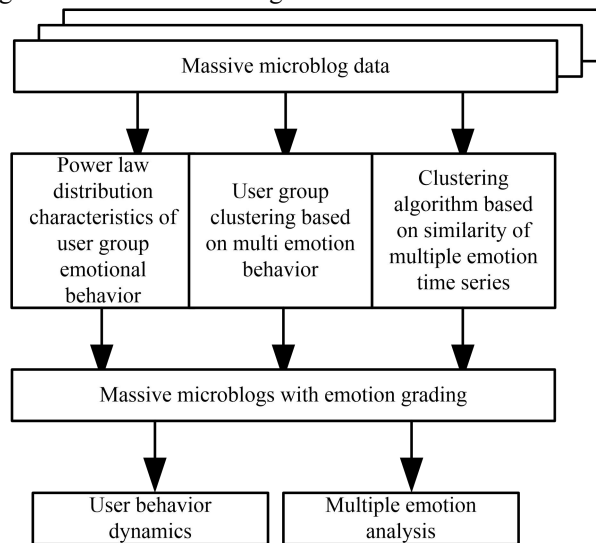 Massive microblog data
Power law
distribution
characteristics of
user group
emotional
behavior
User group
clustering based
on multi emotion
behavior
Clustering
algorithm based
on similarity of
multiple emotion
time series
Massive microblogs with emotion grading
User behavior
dynamics
Multiple emotion
analysis